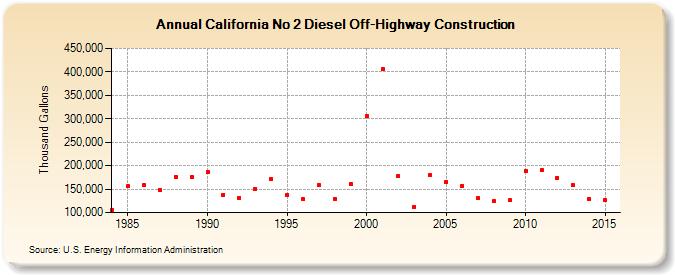 Annual California No 2 Diesel Off-Highway Construction
Thousand Gallons
450,000
400,000
350,000
300,000
250,000
200,000
150,000
100,000
1985 1990 1995 2000 2005 2010 2015
Source: U.S. Energy Information Administration